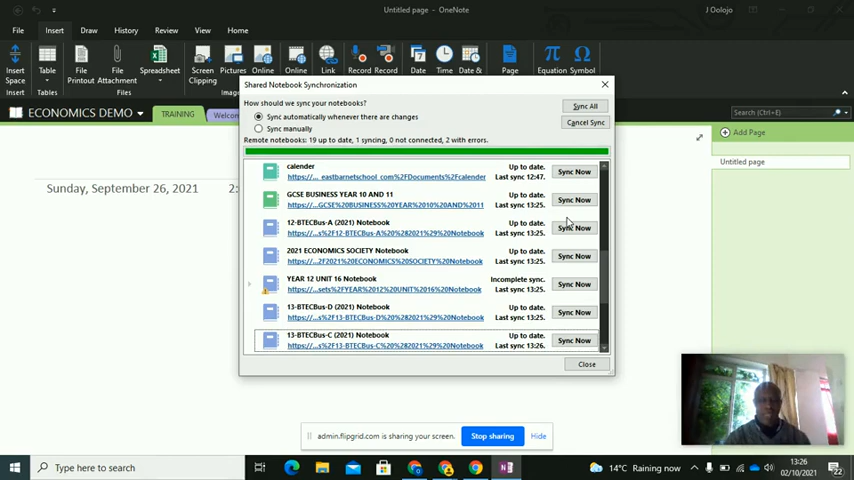 Untitled page - OneNote
J Oolojo
File Insert Draw History Review View Home
Insert Space
Table
File Printout
File Attachment
Spreadsheet
Screen Clipping
Pictures
Online
Online
Link
Record
Record
Date
Time
Date &
Page
Equation
Symbol
Tables
Files
ECONOMICS DEMO
TRAINING
Welcom
Search (Ctrl+E)
Add Page
Untitled page
Sunday, September 26, 2021
Shared Notebook Synchronization
How should we sync your notebooks?
Sync automatically whenever there are changes
Sync manually
Sync All
Cancel Sync
Remote notebooks: 19 up to date, 1 syncing, 0 not connected, 2 with errors.
calender
https://... eastbarnetschool com%2FDocuments%2Fcalender
Up to date.
Last sync 12:47.
Sync Now
GCSE BUSINESS YEAR 10 AND 11
https://...GCSE%20BUSINESS%20YEAR%2010%20AND%2011
Up to date.
Last sync 13:25.
Sync Now
12-BTECBus-A (2021) Notebook
https://...s%2F12-BTECBus-A%20%282021%29%20Notebook
Up to date.
Last sync 13:25.
Sync Now
2021 ECONOMICS SOCIETY Notebook
https://...2F2021%20ECONOMICS%20SOCIETY%20Notebook
Up to date.
Last sync 13:25.
Sync Now
YEAR 12 UNIT 16 Notebook
https://...sets%2FYEAR%2012%20UNIT%2016%20Notebook
Incomplete sync.
Last sync 13:25.
Sync Now
13-BTECBus-D (2021) Notebook
https://...s%2F13-BTECBus-D%20%282021%29%20Notebook
Up to date.
Last sync 13:25.
Sync Now
13-BTECBus-C (2021) Notebook
https://...s%2F13-BTECBus-C%20%282021%29%20Notebook
Up to date.
Last sync 13:26.
Sync Now
Close
admin.flipgrid.com is sharing your screen.
Stop sharing
Hide
Type here to search
14°C Raining now
13:26
02/10/2021
22